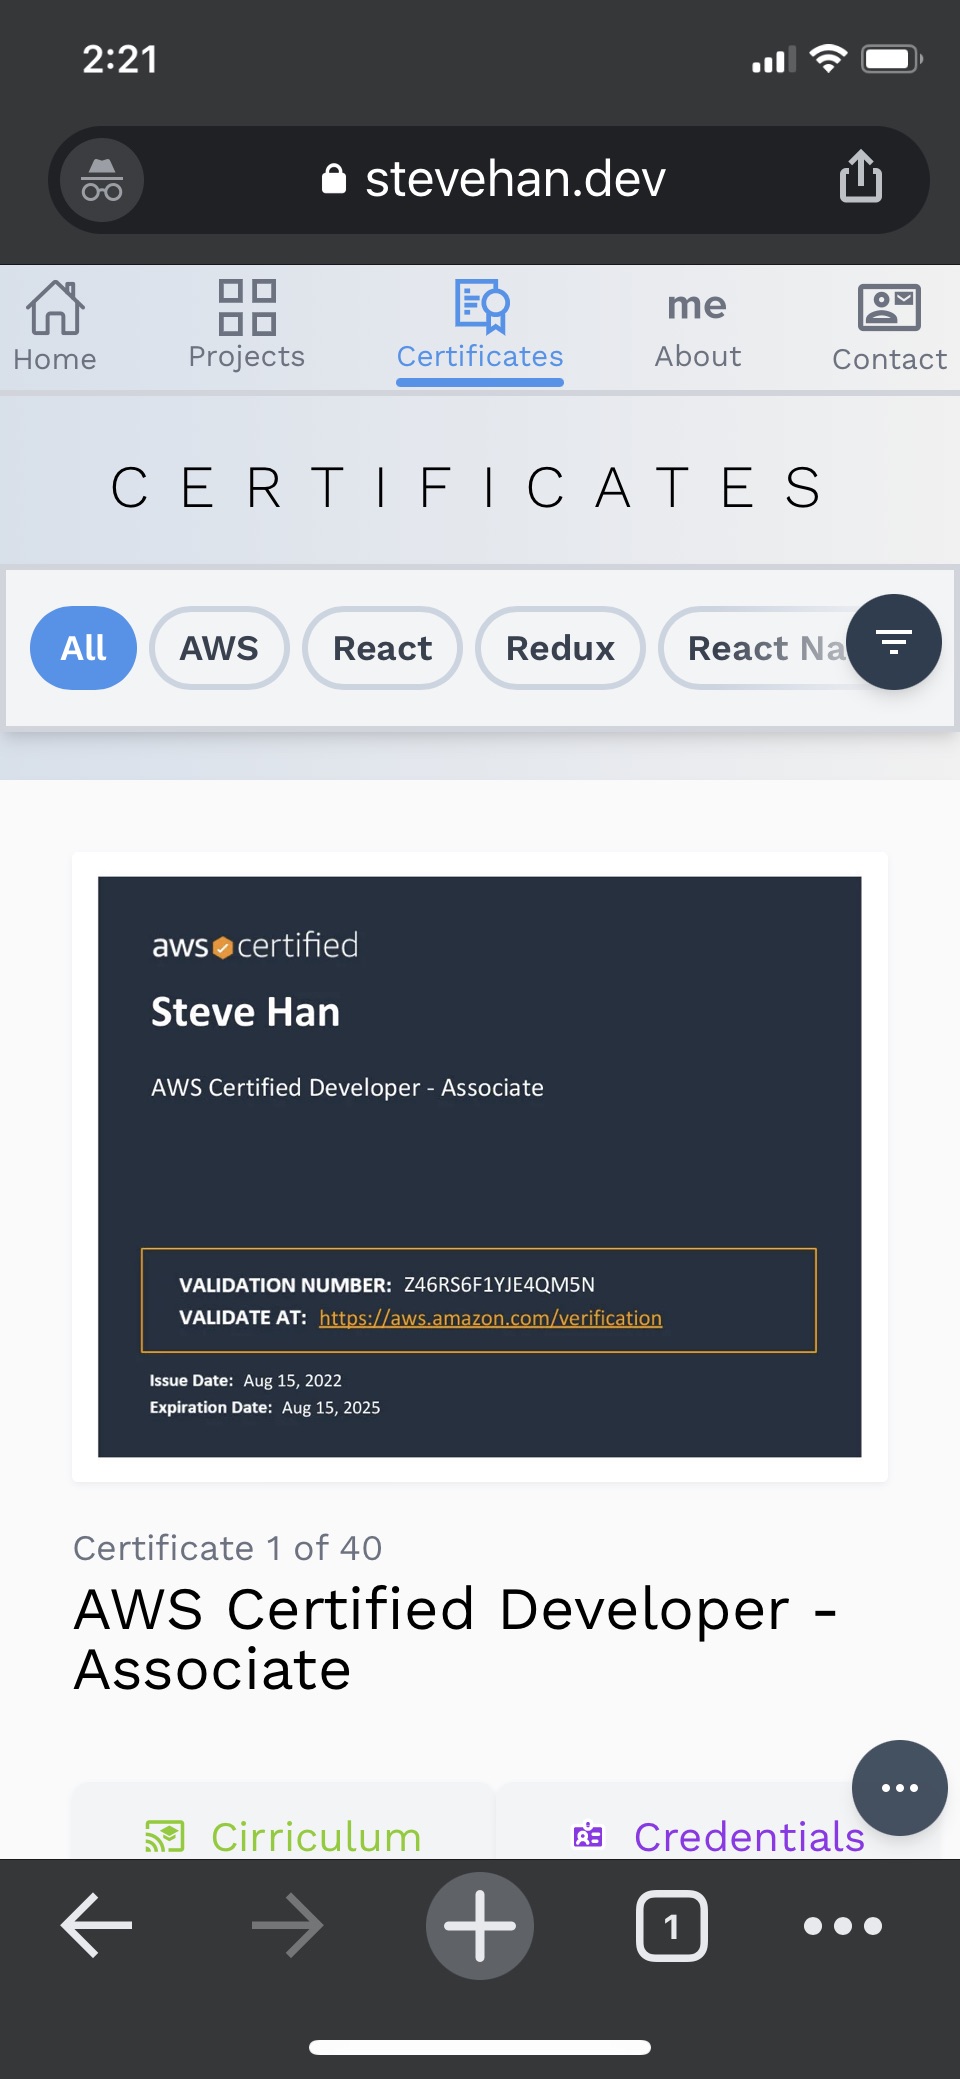 2:21
stevehan.dev
me
Home Projects Certificates About Contact
CERTIFICATES
All AWS React Redux React Na
aws certified
Steve Han
AWS Certified Developer - Associate
VALIDATION NUMBER: Z46RS6F1YJE4QM5N
VALIDATE AT: https://aws.amazon.com/verification
Issue Date: Aug 15, 2022
Expiration Date: Aug 15, 2025
Certificate 1 of 40
AWS Certified Developer -
Associate
Cirriculum Credentials
1